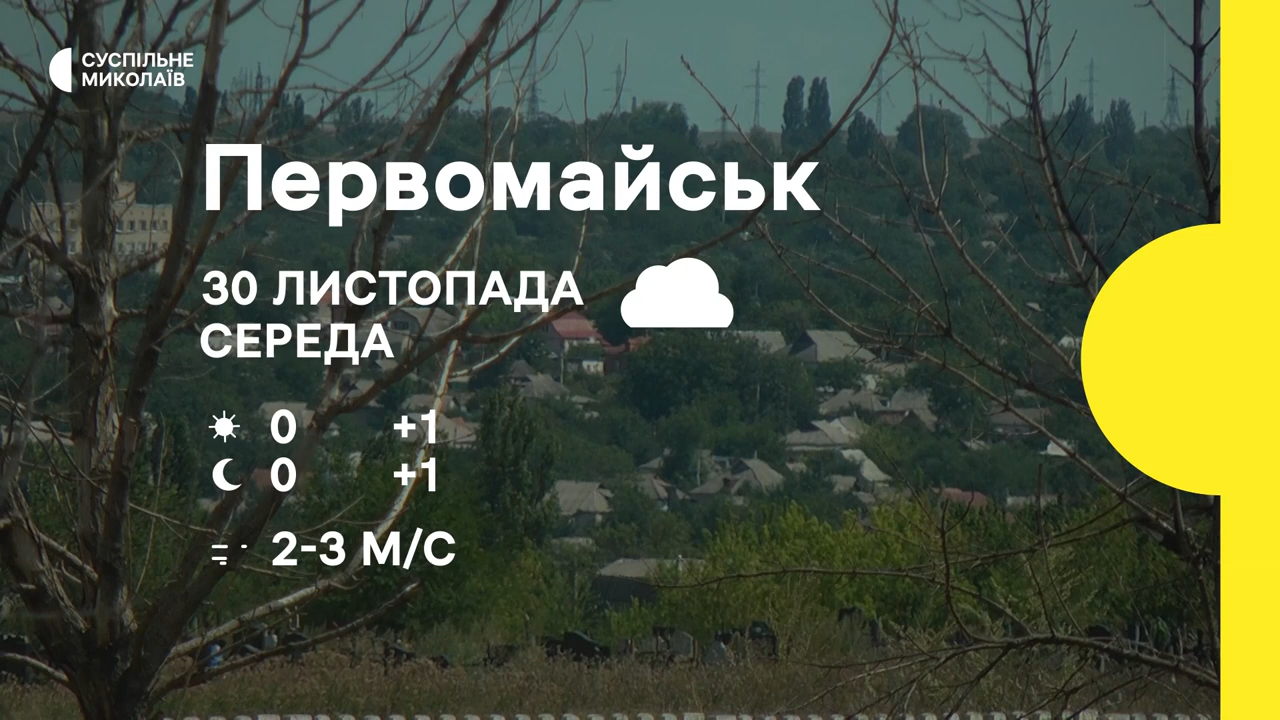 СУСПІЛЬНЕ
МИКОЛАЇВ
Первомайськ
30 ЛИСТОПАДА
СЕРЕДА
0 +1
0 +1
2-3 М/С